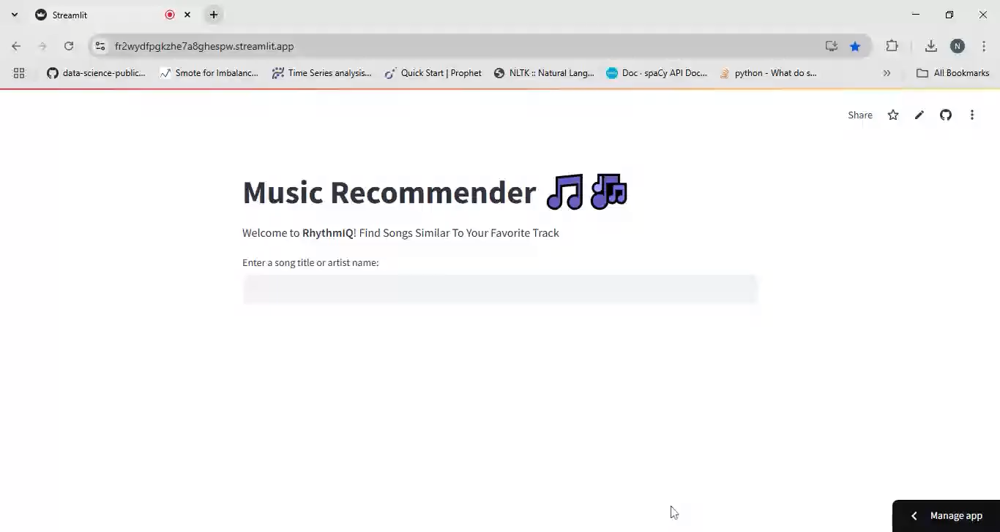 Streamlit
fr2wydfpgkzhe7a8ghespw.streamlit.app
N
data-science-public...
Smote for Imbalanc...
Time Series analysis...
Quick Start | Prophet
NLTK :: Natural Lang...
Doc · spaCy API Doc...
python - What do s...
All Bookmarks
Share
Music Recommender
Welcome to RhythmIQ! Find Songs Similar To Your Favorite Track
Enter a song title or artist name:
Manage app